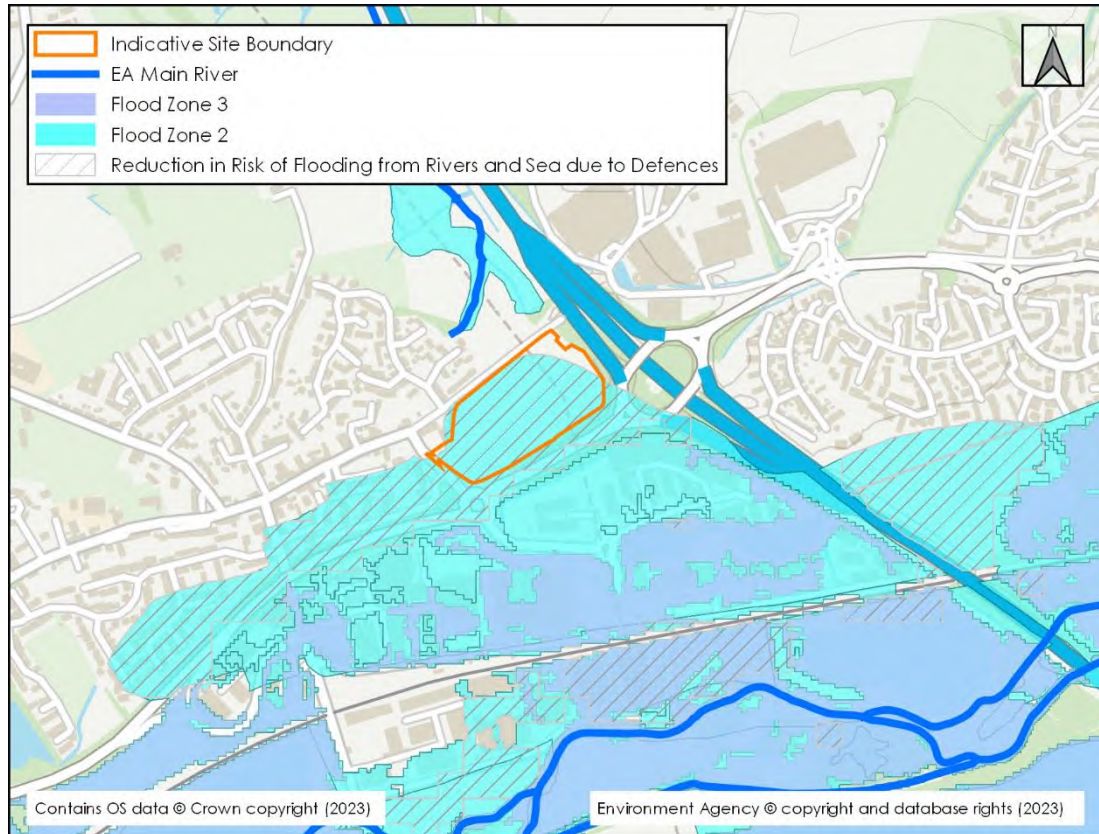 Indicative Site Boundary
EA Main River
Flood Zone 3
Flood Zone 2
Reduction in Risk of Flooding from Rivers and Sea due to Defences
N
Contains OS data © Crown copyright (2023)
Environment Agency © copyright and database rights (2023)